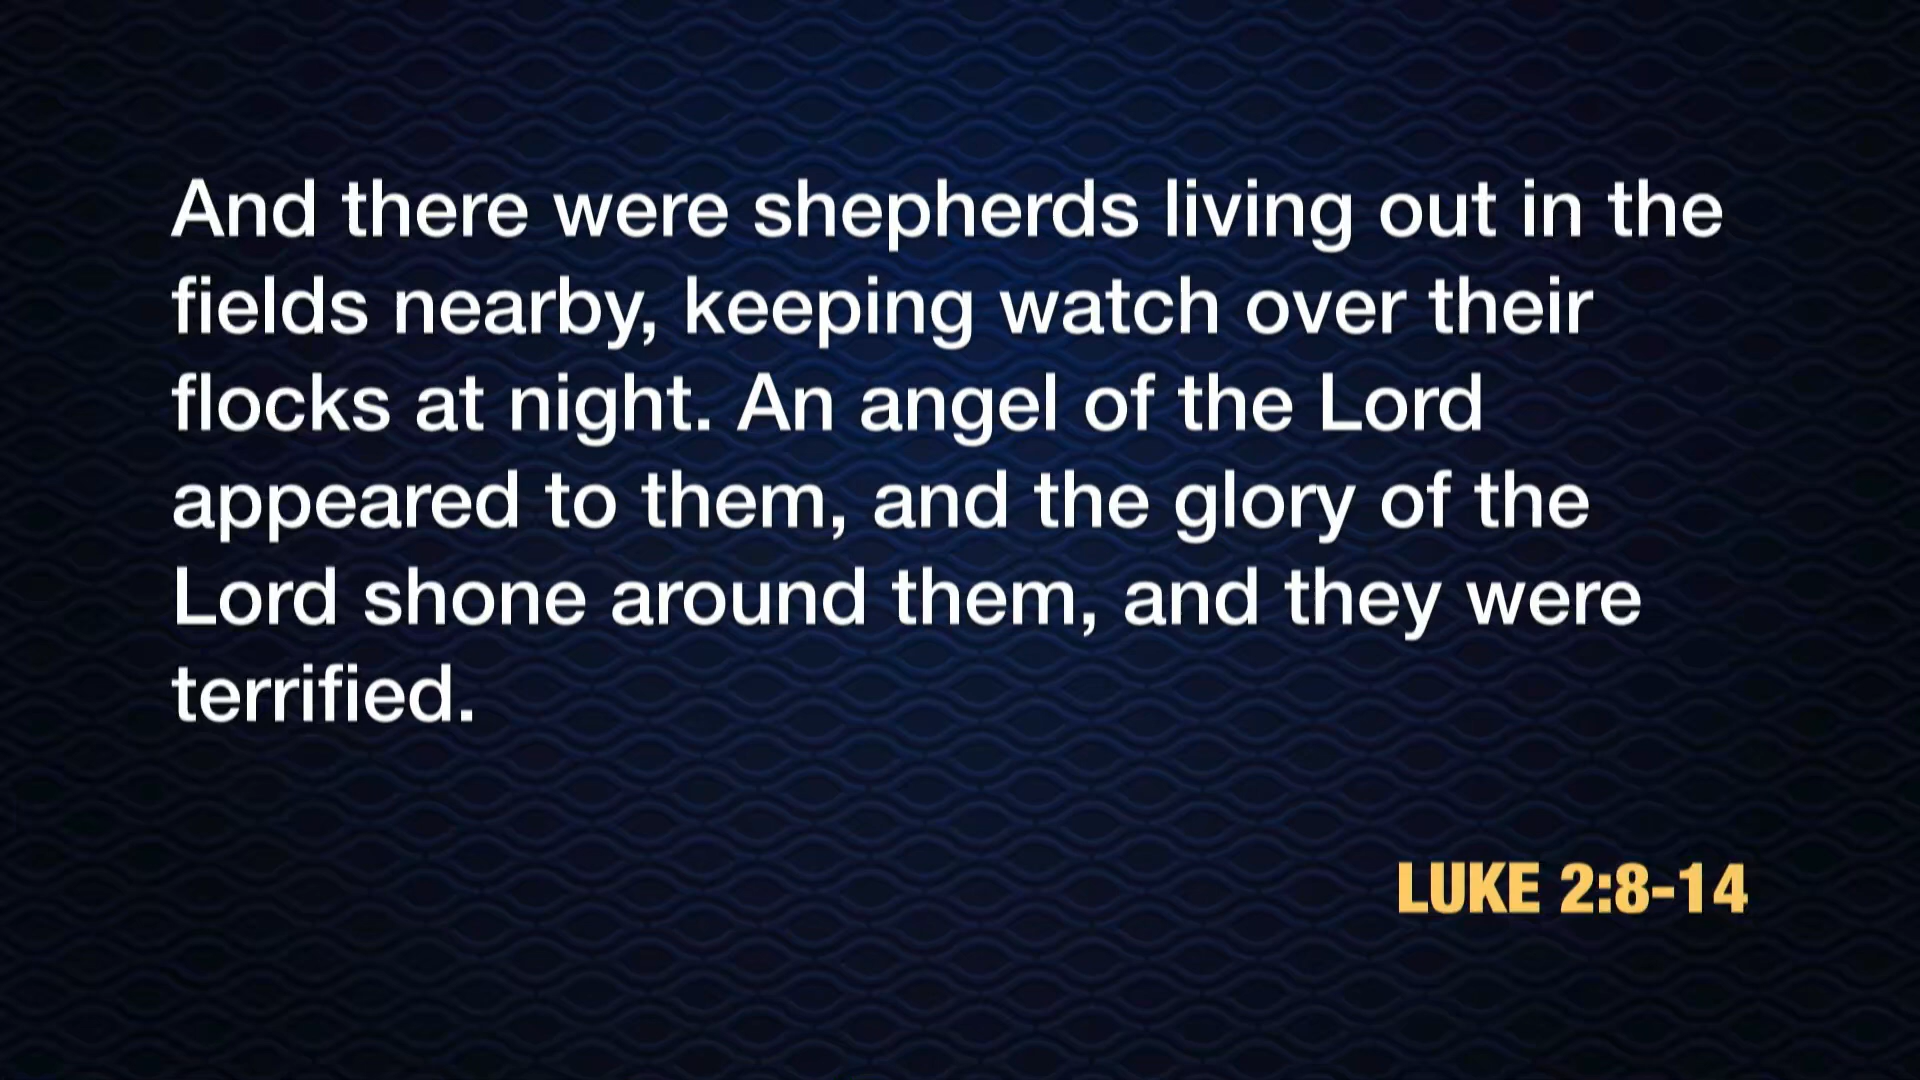 And there were shepherds living out in the
fields nearby, keeping watch over their
flocks at night. An angel of the Lord
appeared to them, and the glory of the
Lord shone around them, and they were
terrified.
LUKE 2:8-14